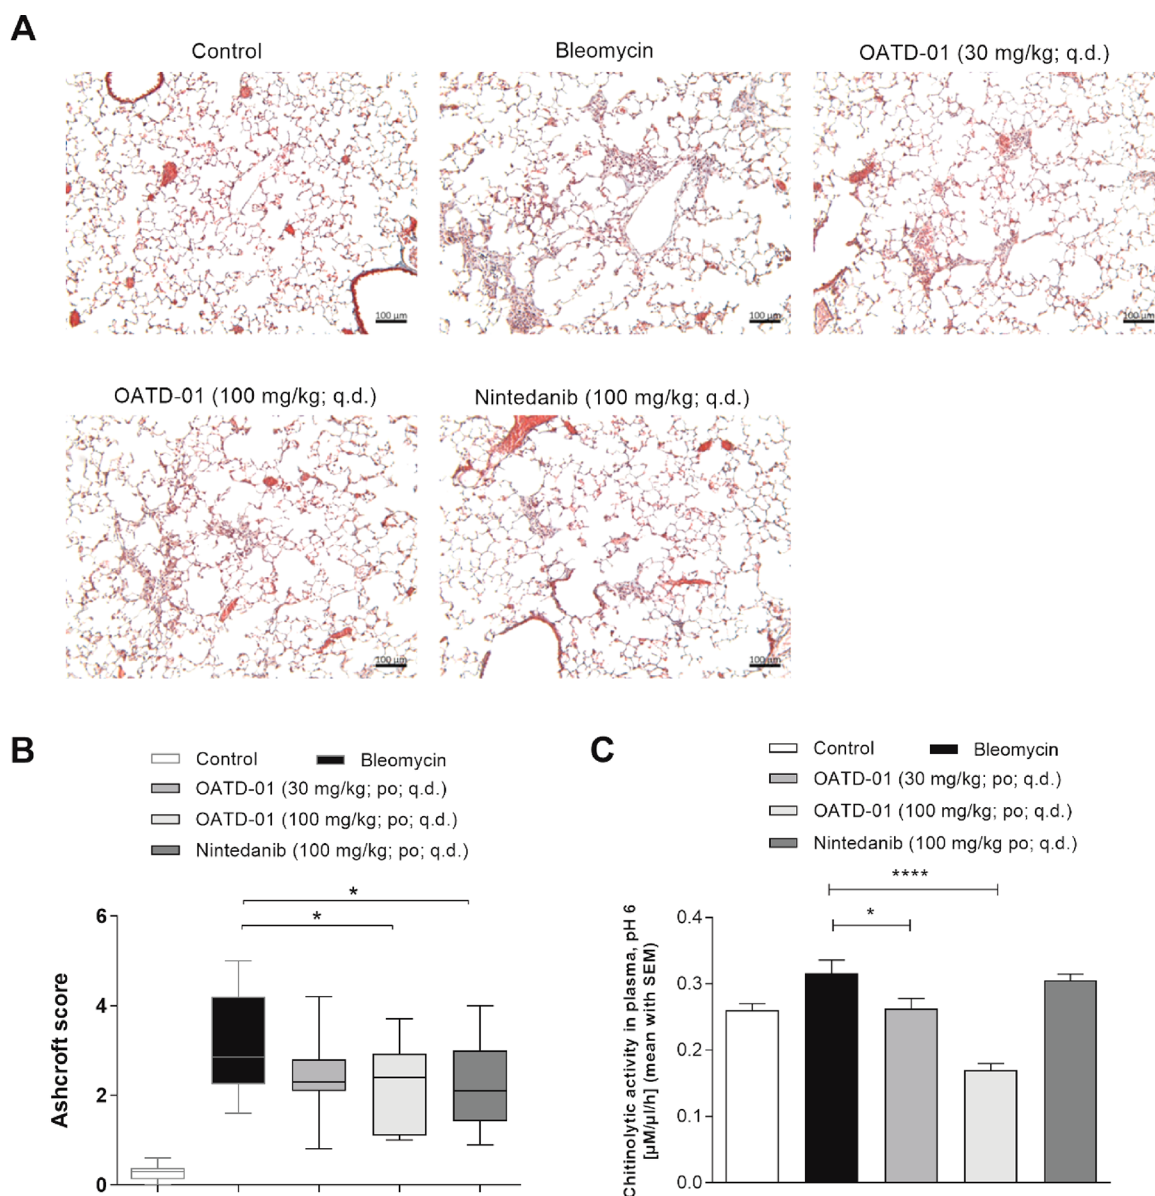 A
Control
Bleomycin
OATD-01 (30 mg/kg; q.d.)
100 µm
100 µm
100 µm
OATD-01 (100 mg/kg; q.d.)
Nintedanib (100 mg/kg; q.d.)
100 µm
100 µm
B
Control
Bleomycin
OATD-01 (30 mg/kg; po; q.d.)
OATD-01 (100 mg/kg; po; q.d.)
Nintedanib (100 mg/kg; po; q.d.)
*
*
Ashcroft score
6
4
2
0
C
Control
Bleomycin
OATD-01 (30 mg/kg; po; q.d.)
OATD-01 (100 mg/kg; po; q.d.)
Nintedanib (100 mg/kg po; q.d.)
****
*
Chitinolytic activity in plasma, pH 6
[µM/µl/h] (mean with SEM)
0.4
0.3
0.2
0.1
0.0